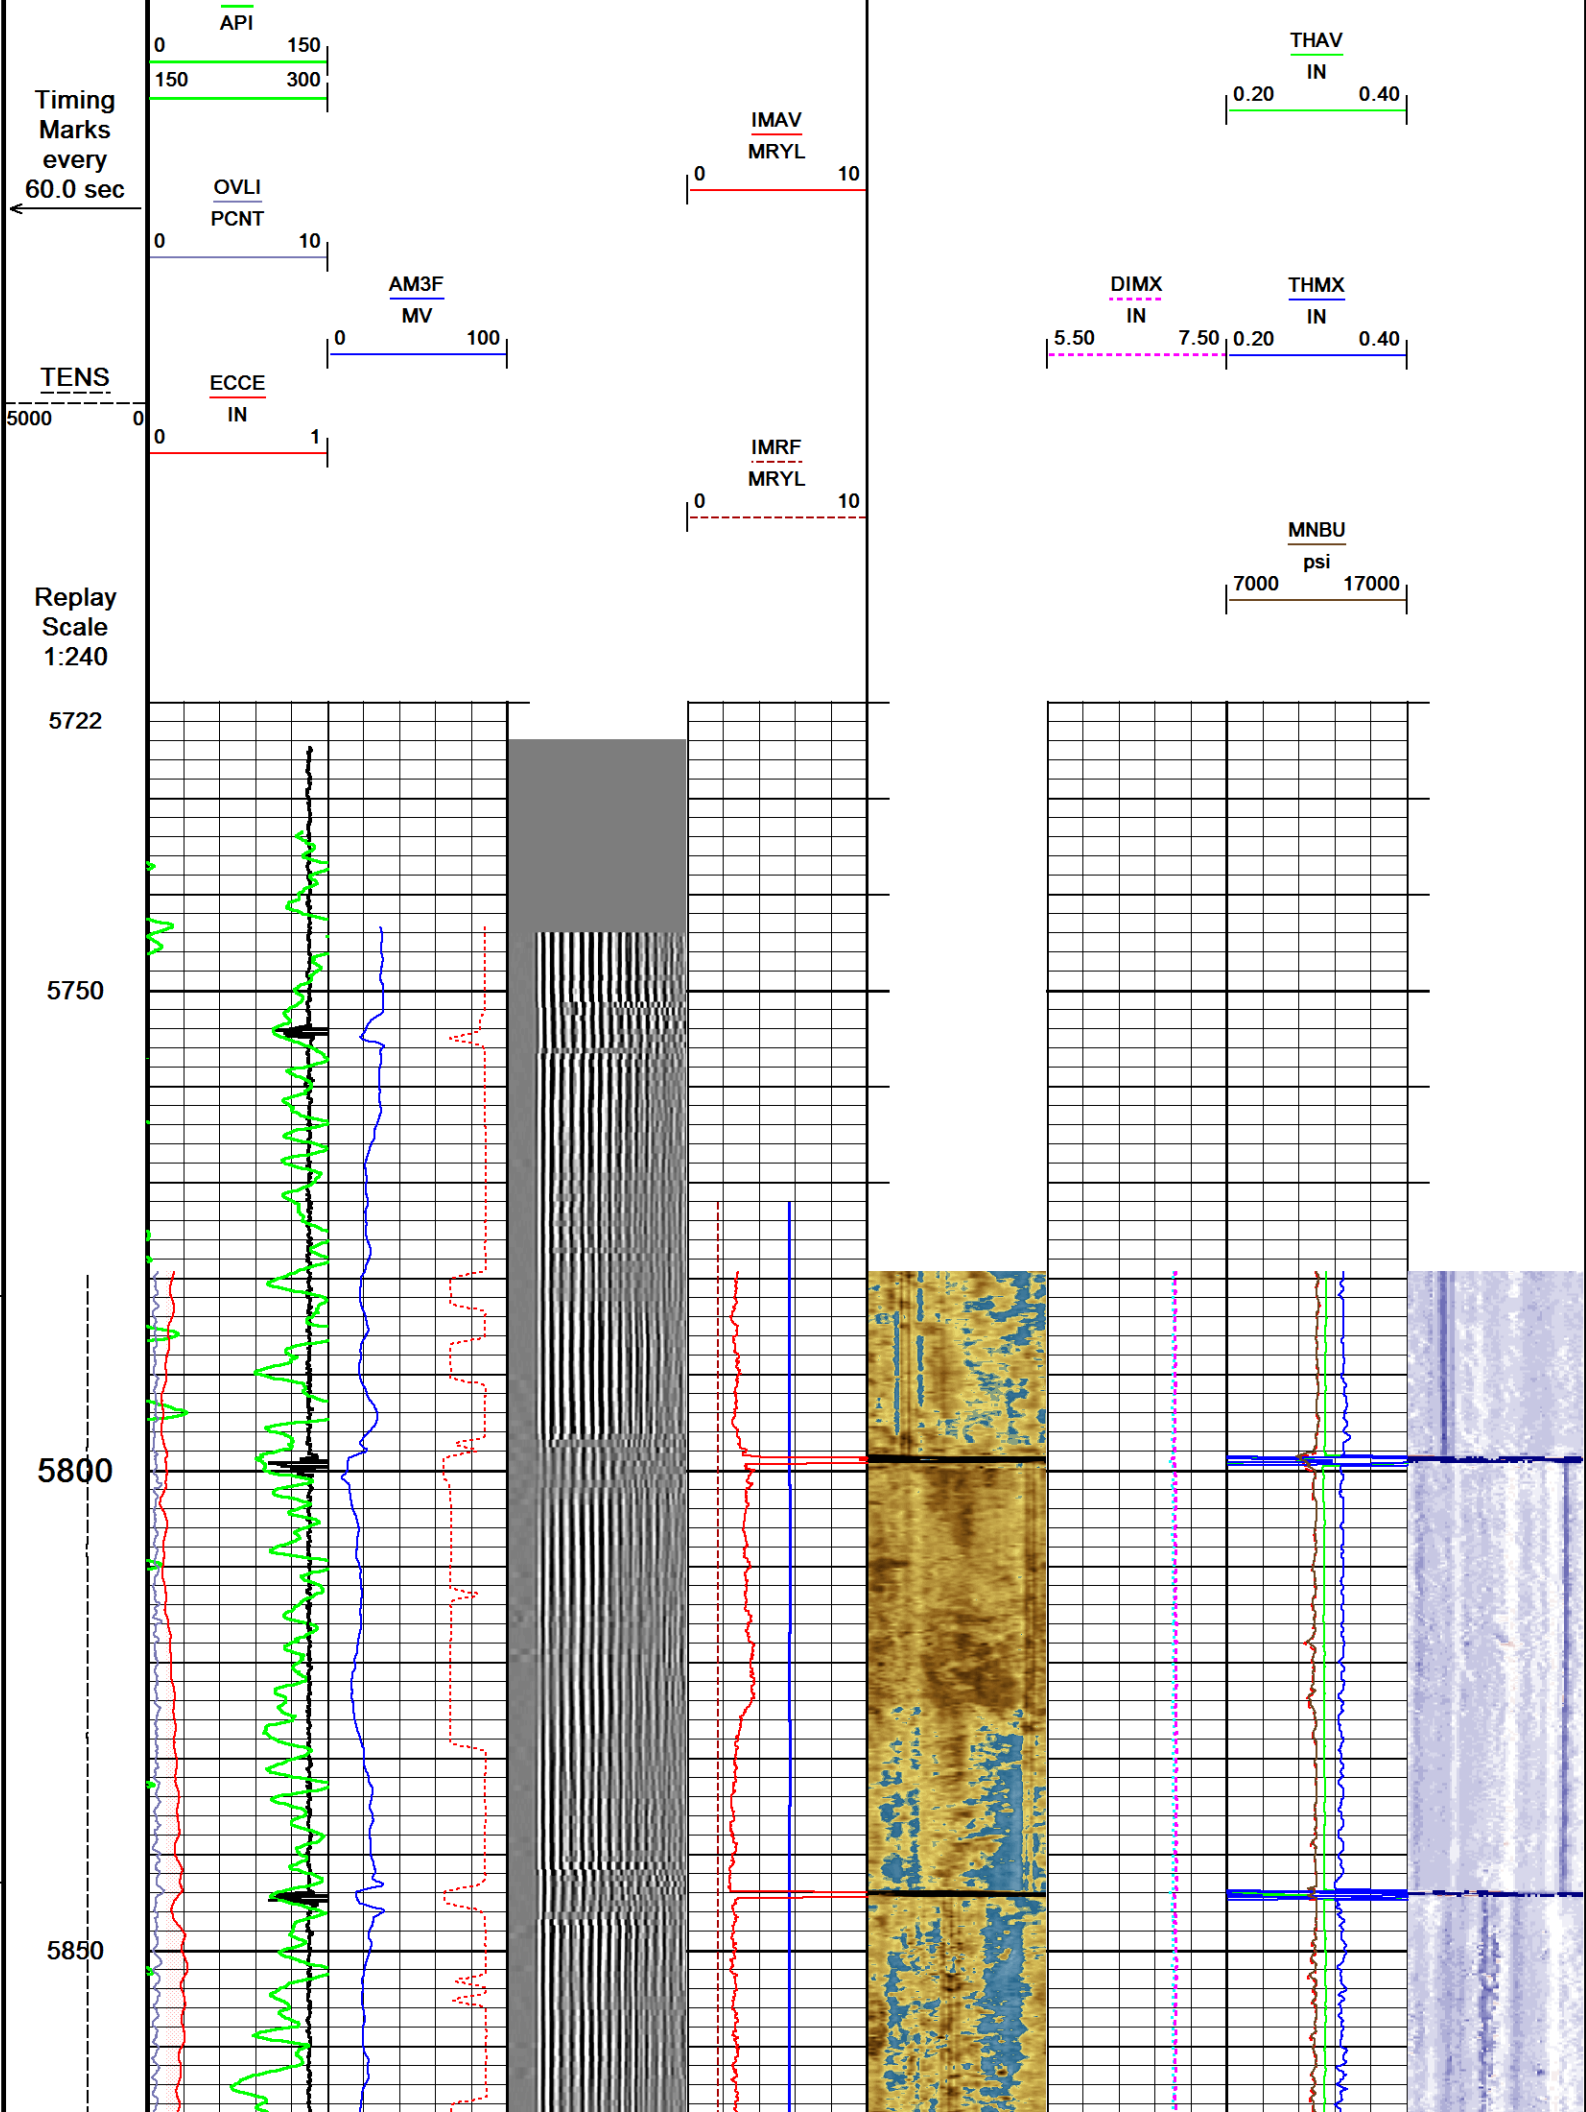 API
0 150
150 300
Timing
Marks
every
60.0 sec
OVLI
PCNT
0 10
AM3F
MV
0 100
TENS
5000 0
ECCE
IN
0 1
IMAV
MRYL
0 10
IMRF
MRYL
0 10
THAV
IN
0.20 0.40
DIMX
IN
5.50 7.50
THMX
IN
0.20 0.40
MNBU
psi
7000 17000
Replay
Scale
1:240
5722
5750
5800
5850